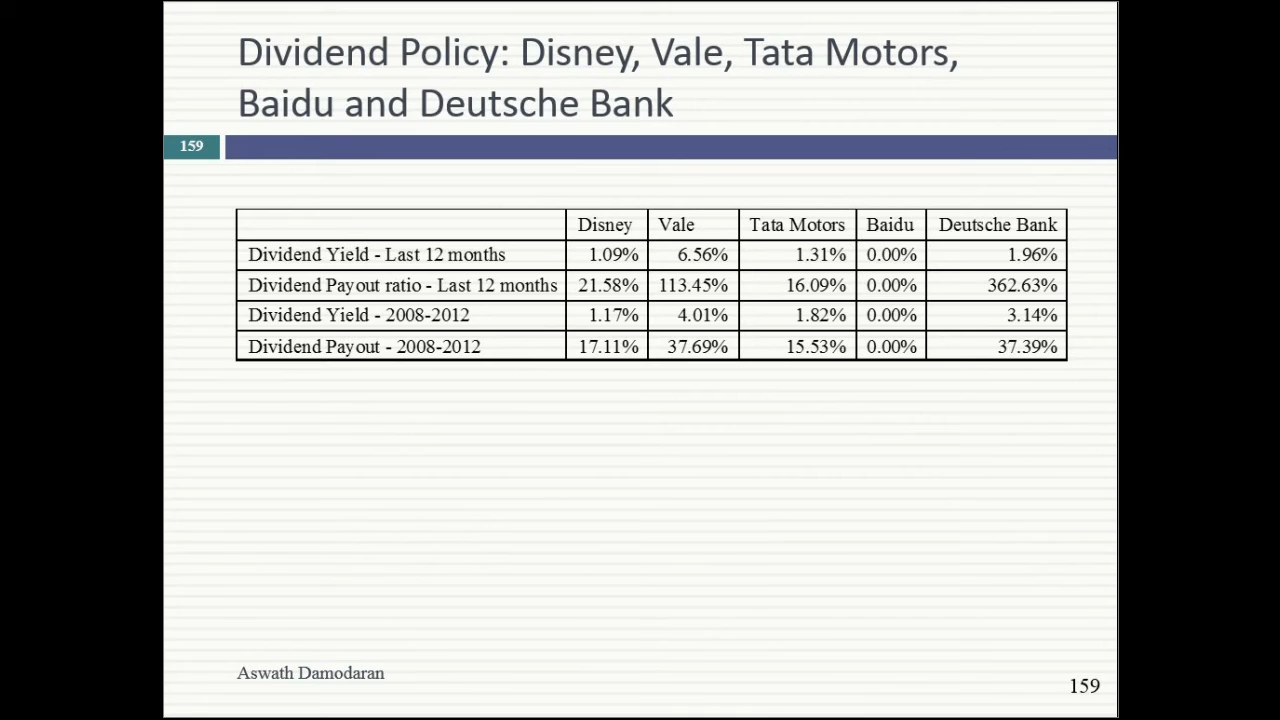 Dividend Policy: Disney, Vale, Tata Motors,
Baidu and Deutsche Bank
159
Disney Vale Tata Motors Baidu Deutsche Bank
Dividend Yield - Last 12 months 1.09% 6.56% 1.31% 0.00% 1.96%
Dividend Payout ratio - Last 12 months 21.58% 113.45% 16.09% 0.00% 362.63%
Dividend Yield - 2008-2012 1.17% 4.01% 1.82% 0.00% 3.14%
Dividend Payout - 2008-2012 17.11% 37.69% 15.53% 0.00% 37.39%
Aswath Damodaran
159